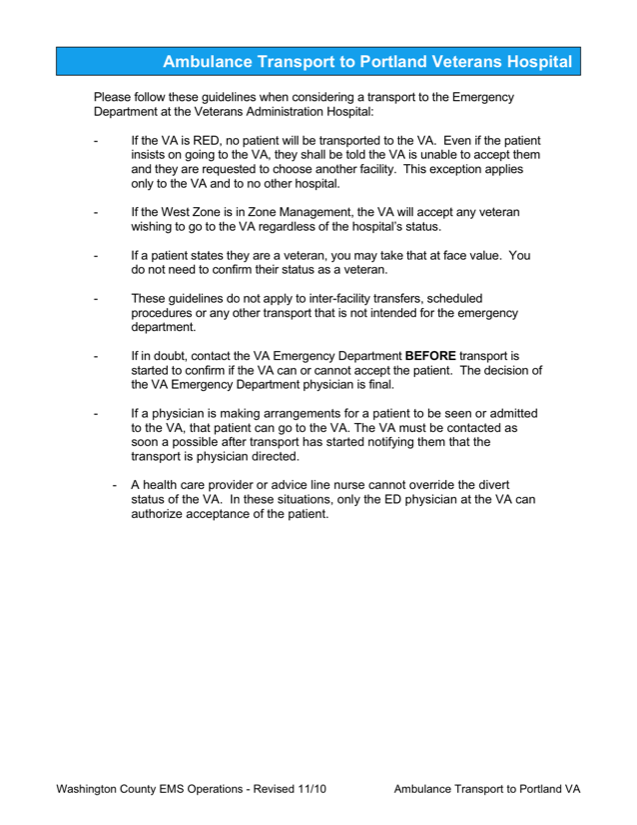 Ambulance Transport to Portland Veterans Hospital
Please follow these guidelines when considering a transport to the Emergency
Department at the Veterans Administration Hospital:
- If the VA is RED, no patient will be transported to the VA.  Even if the patient
insists on going to the VA, they shall be told the VA is unable to accept them
and they are requested to choose another facility.  This exception applies
only to the VA and to no other hospital.
- If the West Zone is in Zone Management, the VA will accept any veteran
wishing to go to the VA regardless of the hospital's status.
- If a patient states they are a veteran, you may take that at face value.  You
do not need to confirm their status as a veteran.
- These guidelines do not apply to inter-facility transfers, scheduled
procedures or any other transport that is not intended for the emergency
department.
- If in doubt, contact the VA Emergency Department BEFORE transport is
started to confirm if the VA can or cannot accept the patient.  The decision of
the VA Emergency Department physician is final.
- If a physician is making arrangements for a patient to be seen or admitted
to the VA, that patient can go to the VA. The VA must be contacted as
soon a possible after transport has started notifying them that the
transport is physician directed.
- A health care provider or advice line nurse cannot override the divert
status of the VA.  In these situations, only the ED physician at the VA can
authorize acceptance of the patient.
Washington County EMS Operations - Revised 11/10 Ambulance Transport to Portland VA